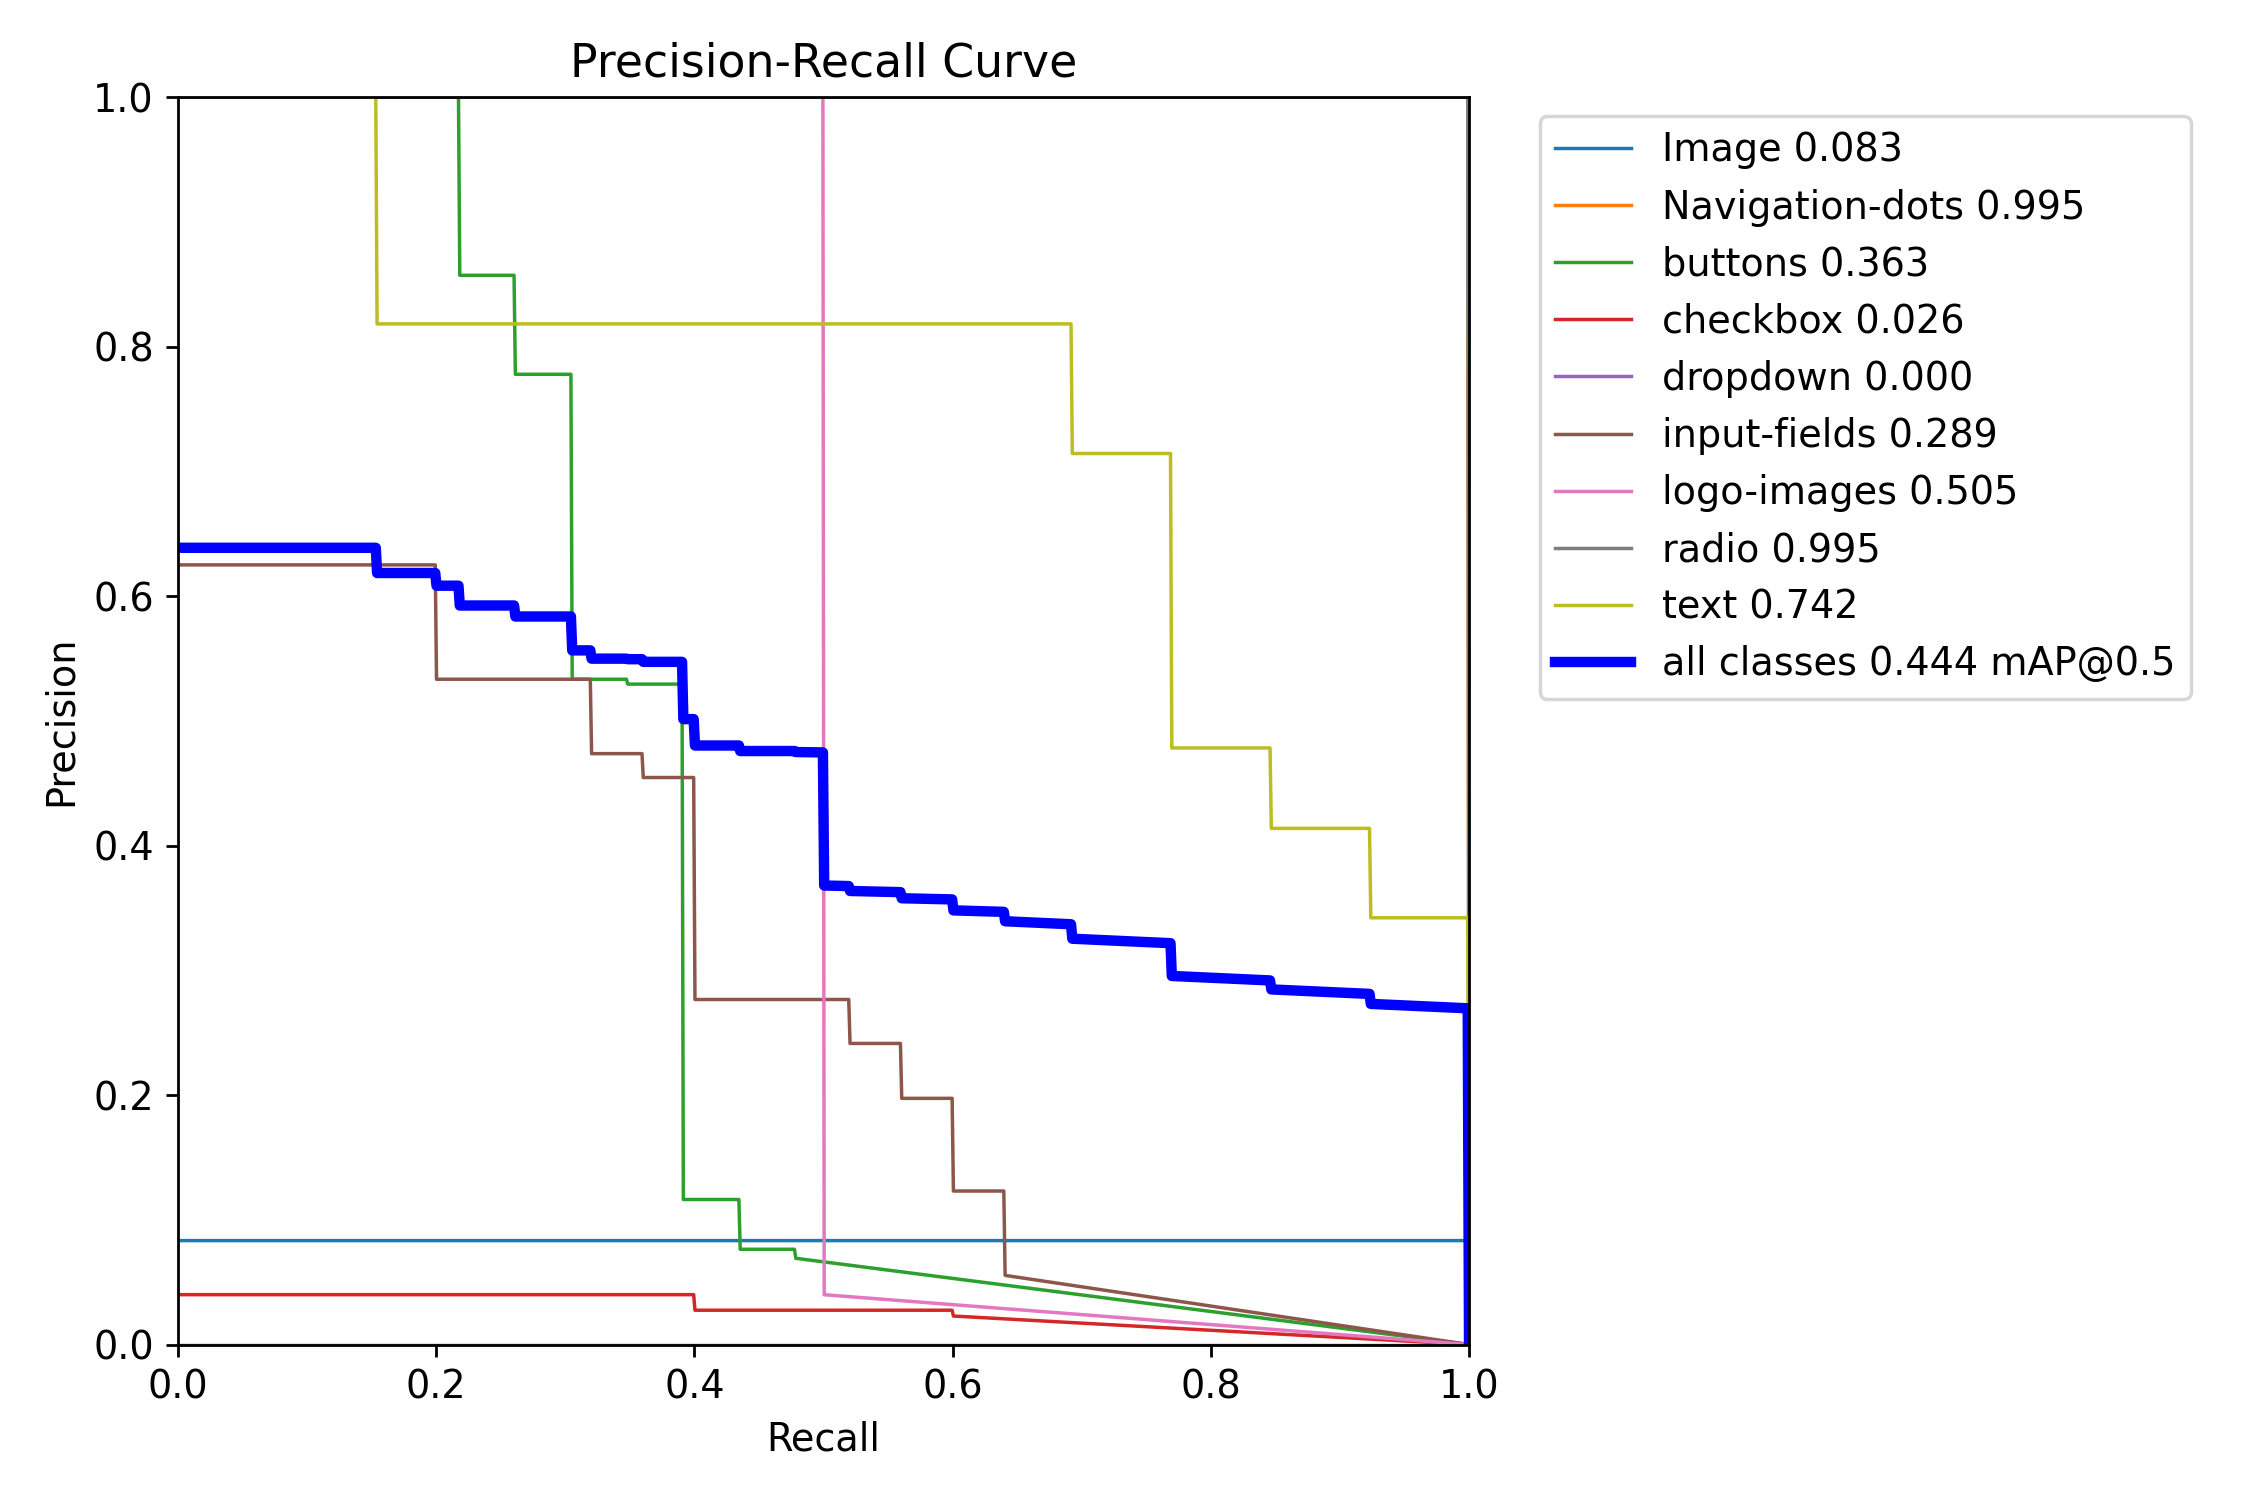 Precision-Recall Curve
1.0
0.8
0.6
0.4
0.2
0.0
Precision
0.0 0.2 0.4 0.6 0.8 1.0
Recall
Image 0.083
Navigation-dots 0.995
buttons 0.363
checkbox 0.026
dropdown 0.000
input-fields 0.289
logo-images 0.505
radio 0.995
text 0.742
all classes 0.444 mAP@0.5